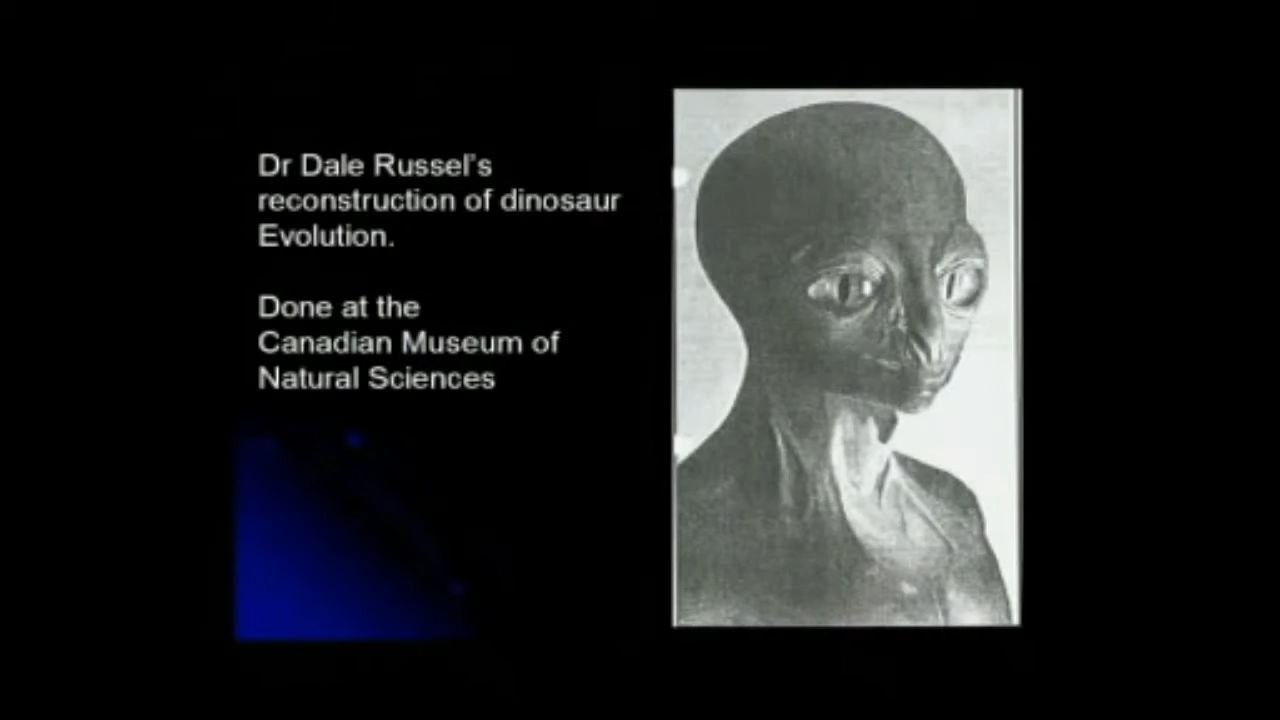 Dr Dale Russel's
reconstruction of dinosaur
Evolution.
Done at the
Canadian Museum of
Natural Sciences